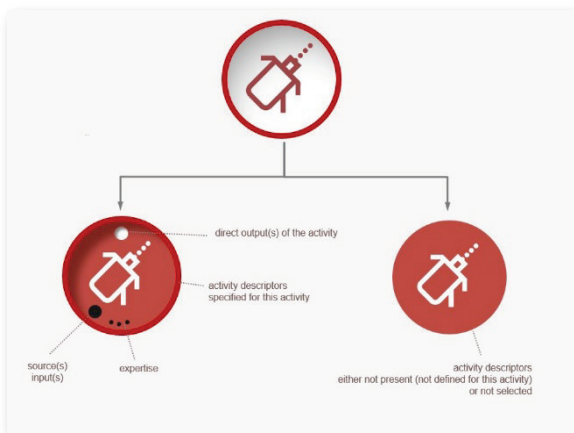 direct output(s) of the activity
activity descriptors
specified for this activity
source(s)
input(s)
expertise
activity descriptors
either not present (not defined for this activity)
or not selected